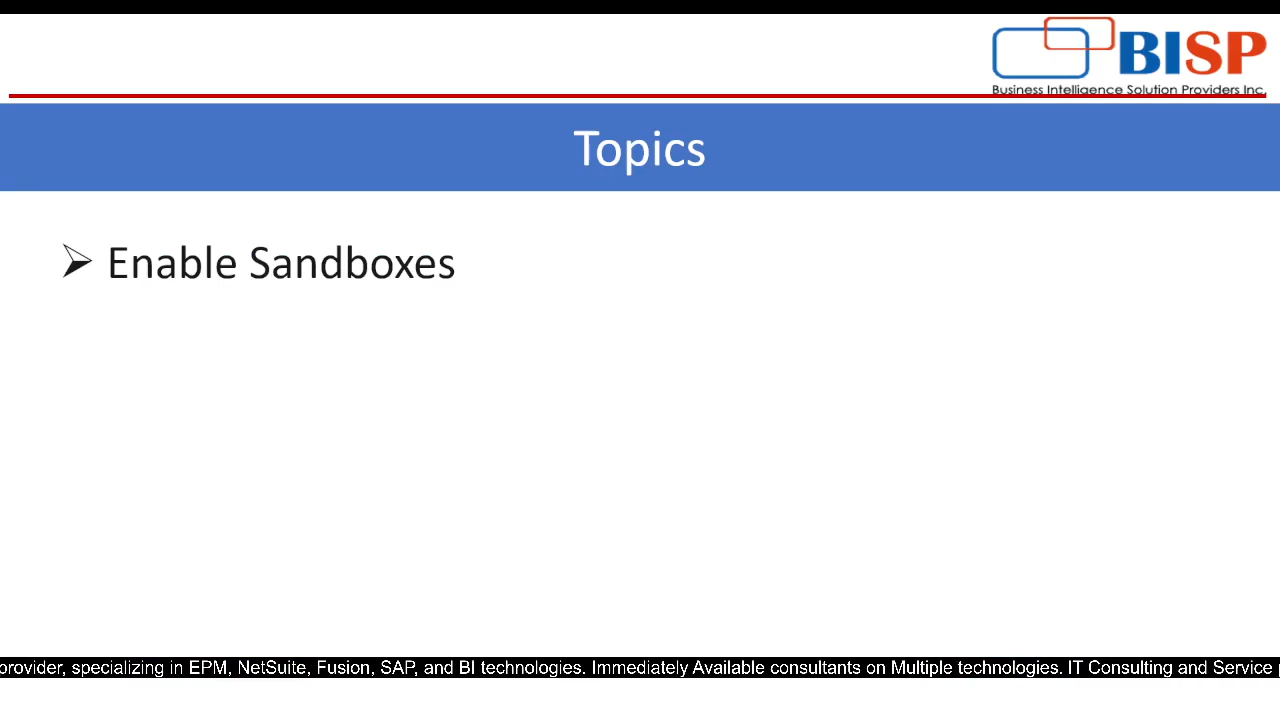 BISP
Business Intelligence Solution Providers Inc.
Topics
➢ Enable Sandboxes
provider, specializing in EPM, NetSuite, Fusion, SAP, and BI technologies. Immediately Available consultants on Multiple technologies. IT Consulting and Service